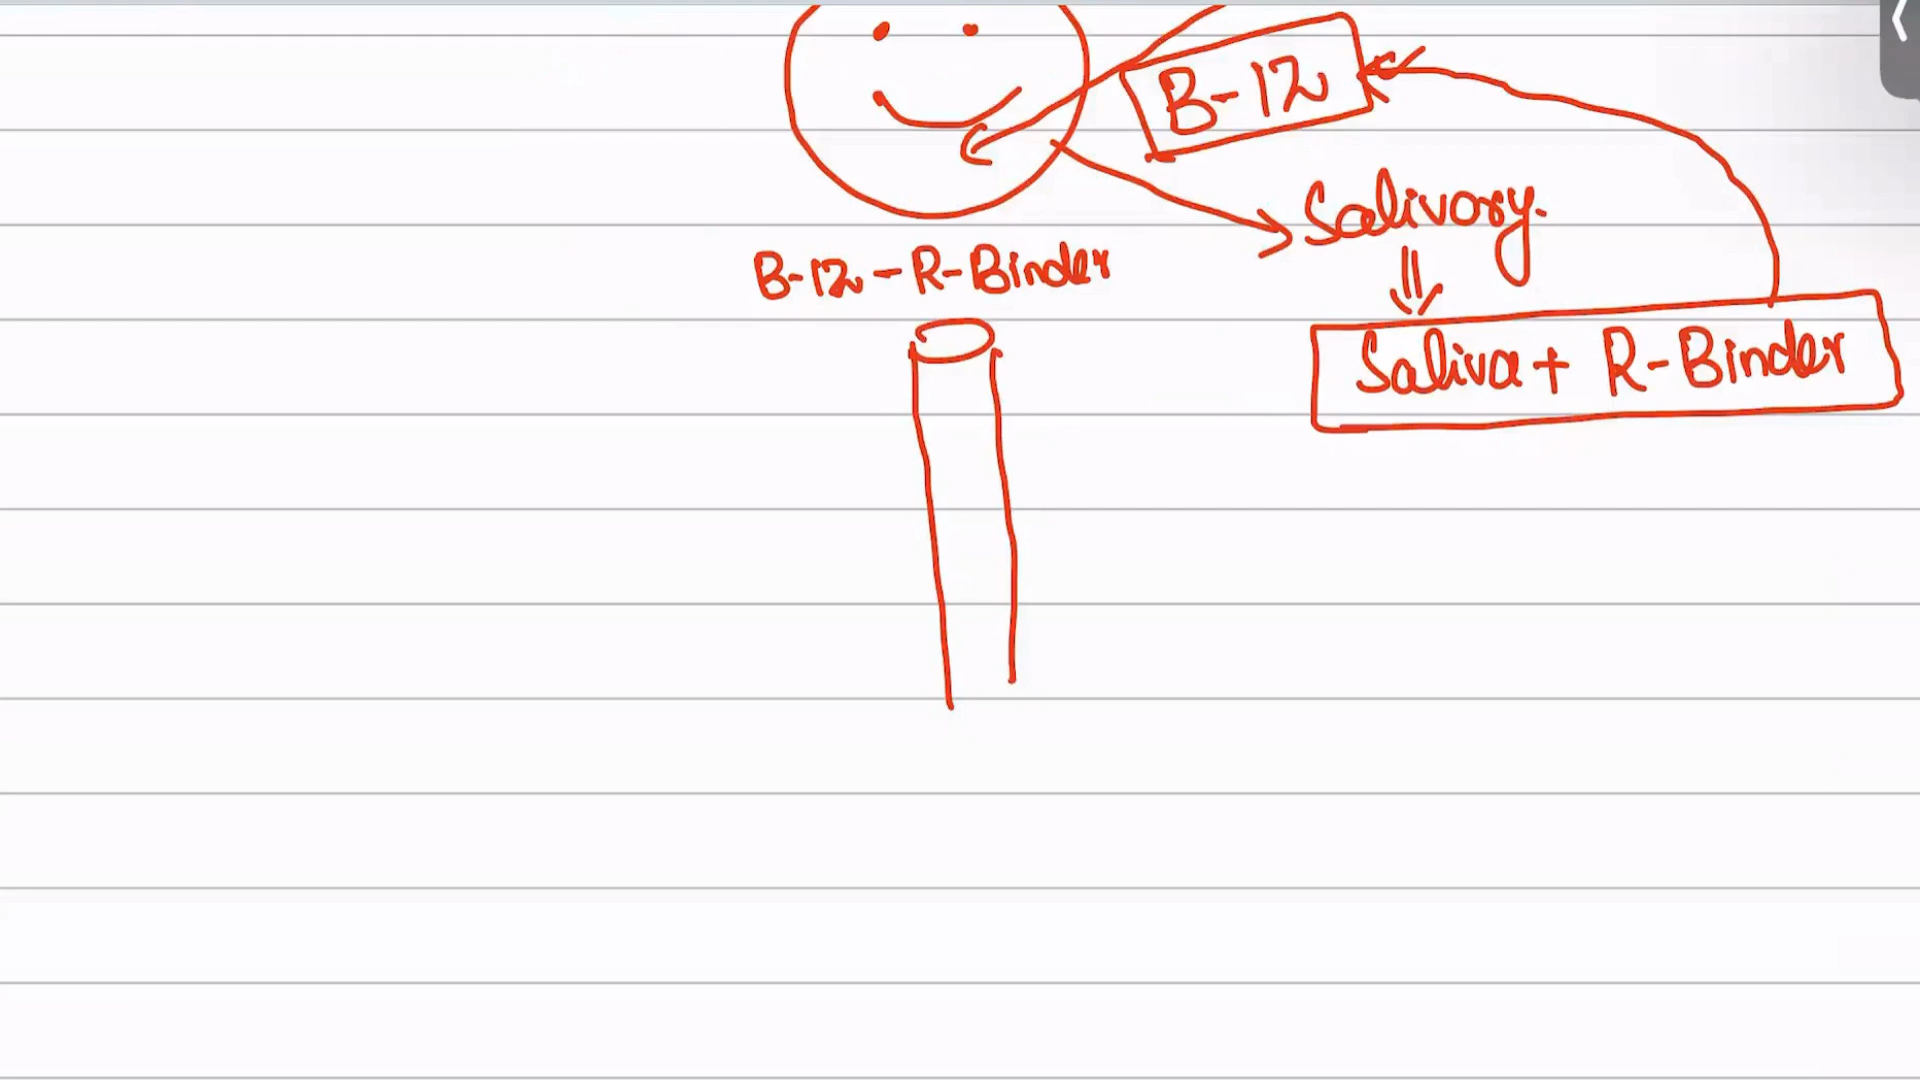 B-12
Salivary.
B-12-R-Binder
Saliva + R-Binder